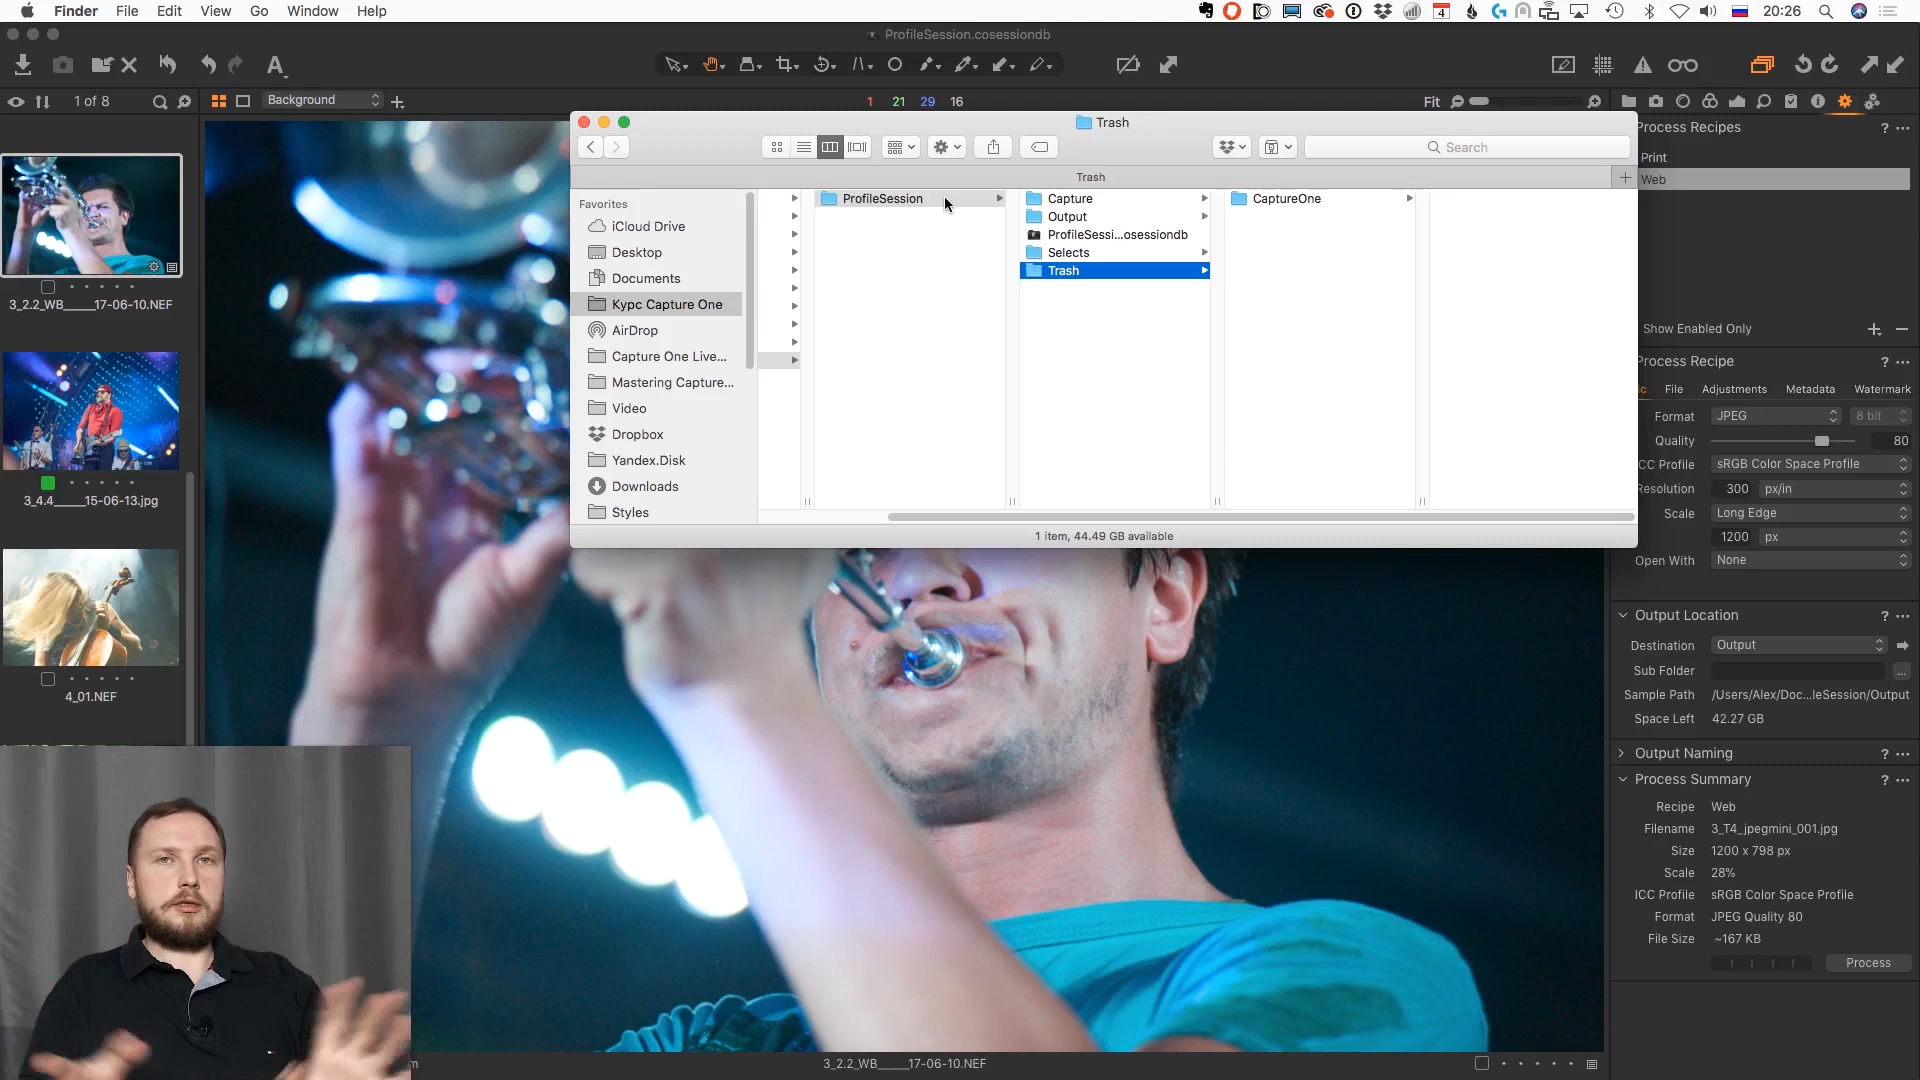 Finder File Edit View Go Window Help
4 20:26
ProfileSession.cosessiondb
A
1 of 8 Background 1 21 29 16 Fit
Trash
Search
Trash
Favorites
iCloud Drive
Desktop
Documents
Курс Capture One
AirDrop
Capture One Live...
Mastering Capture...
Video
Dropbox
Yandex.Disk
Downloads
Styles
ProfileSession
Capture
Output
ProfileSessi...osessiondb
Selects
Trash
CaptureOne
1 item, 44.49 GB available
3_2.2_WB_____17-06-10.NEF
3_4.4_____15-06-13.jpg
4_01.NEF
3_2.2_WB_____17-06-10.NEF
Process Recipes ? ...
Print
Web
Show Enabled Only
Process Recipe ? ...
ic File Adjustments Metadata Watermark
Format JPEG 8 bit
Quality 80
CC Profile sRGB Color Space Profile
Resolution 300 px/in
Scale Long Edge
1200 px
Open With None
Output Location ? ...
Destination Output
Sub Folder ...
Sample Path /Users/Alex/Doc...leSession/Output
Space Left 42.27 GB
Output Naming ? ...
Process Summary ? ...
Recipe Web
Filename 3_T4_jpegmini_001.jpg
Size 1200 x 798 px
Scale 28%
ICC Profile sRGB Color Space Profile
Format JPEG Quality 80
File Size ~167 KB
Process